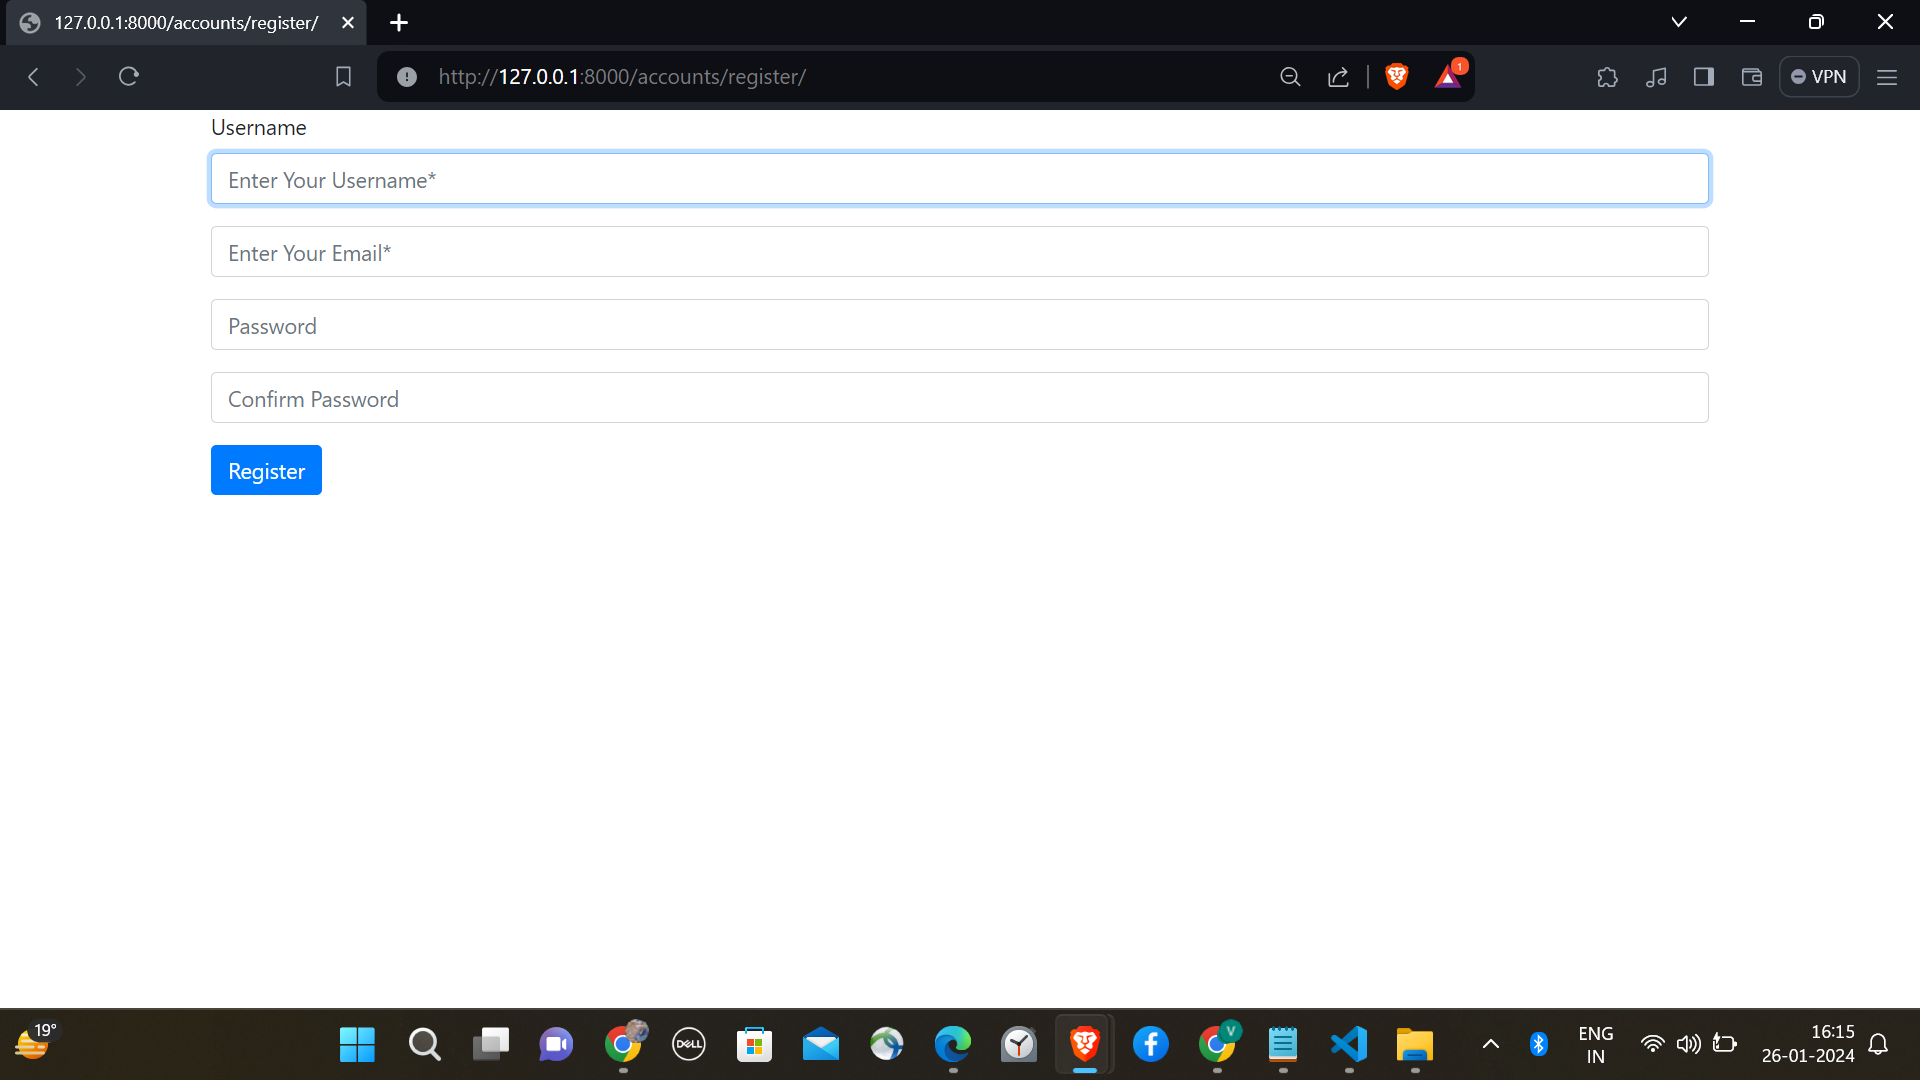 127.0.0.1:8000/accounts/register/
http://127.0.0.1:8000/accounts/register/
1
VPN
Username
Enter Your Username*
Enter Your Email*
Password
Confirm Password
Register
19°
DELL
V
ENG
IN
16:15
26-01-2024